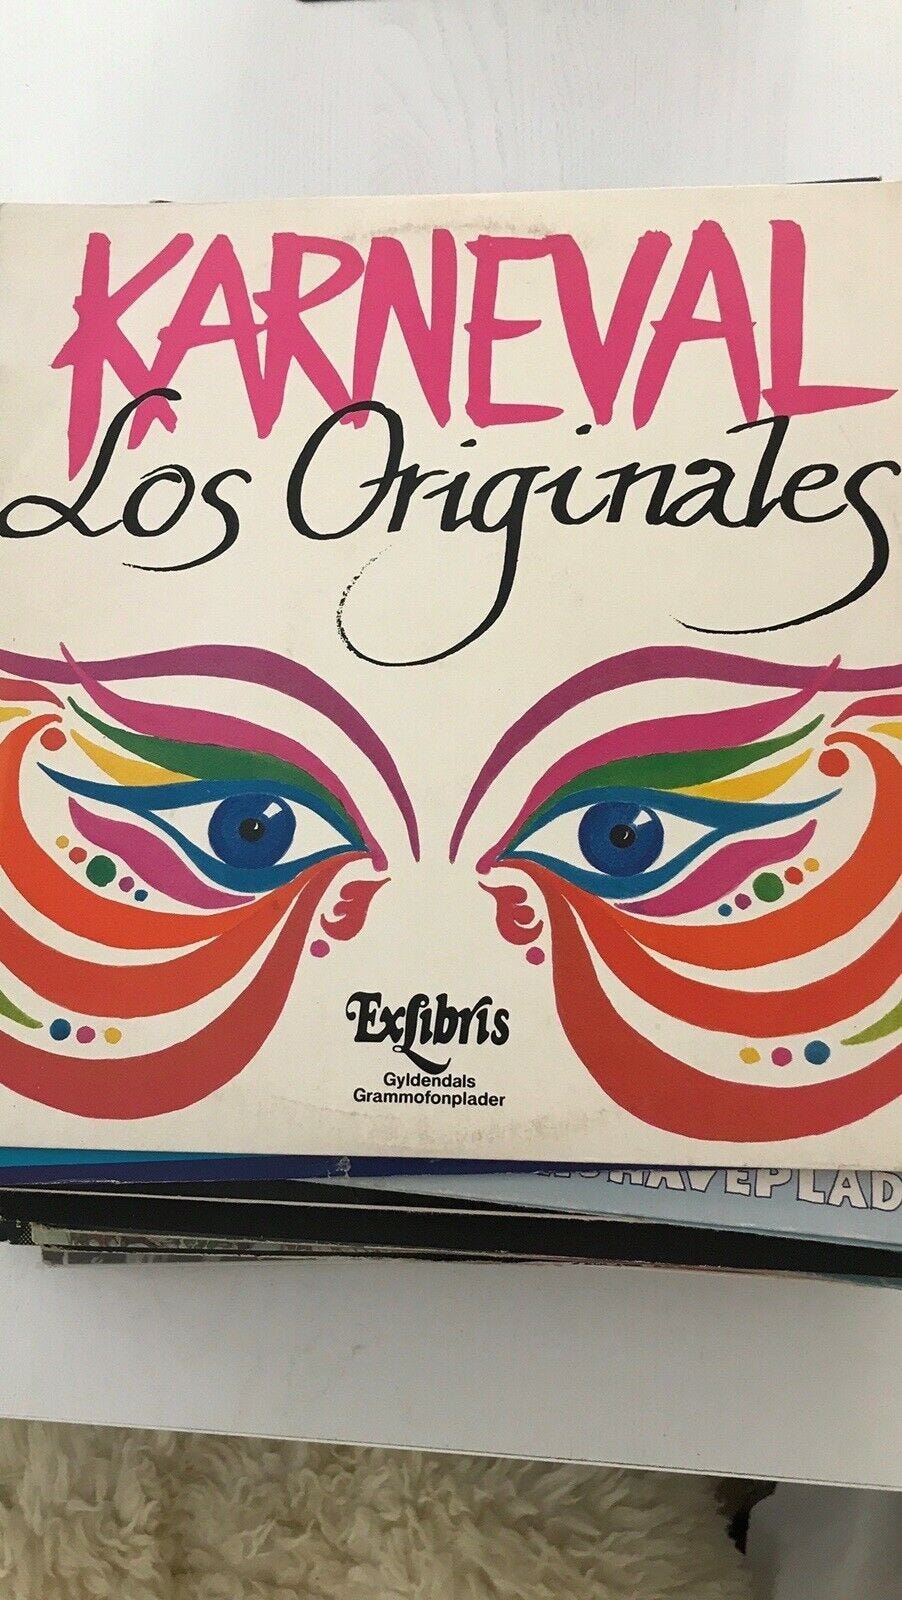 KARNEVAL
Los Originales
ExLibris
Gyldendals
Grammofonplader